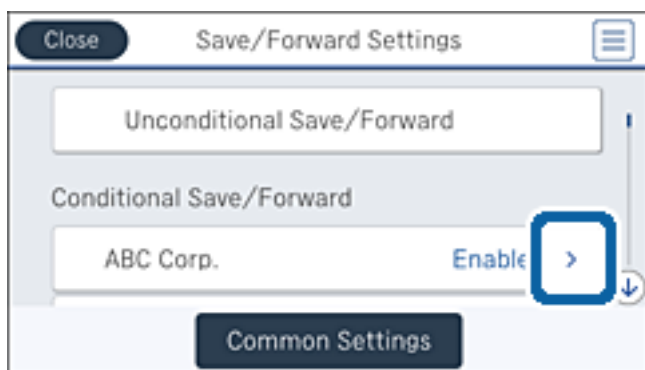 Close
Save/Forward Settings
Unconditional Save/Forward
Conditional Save/Forward
ABC Corp. Enable
Common Settings